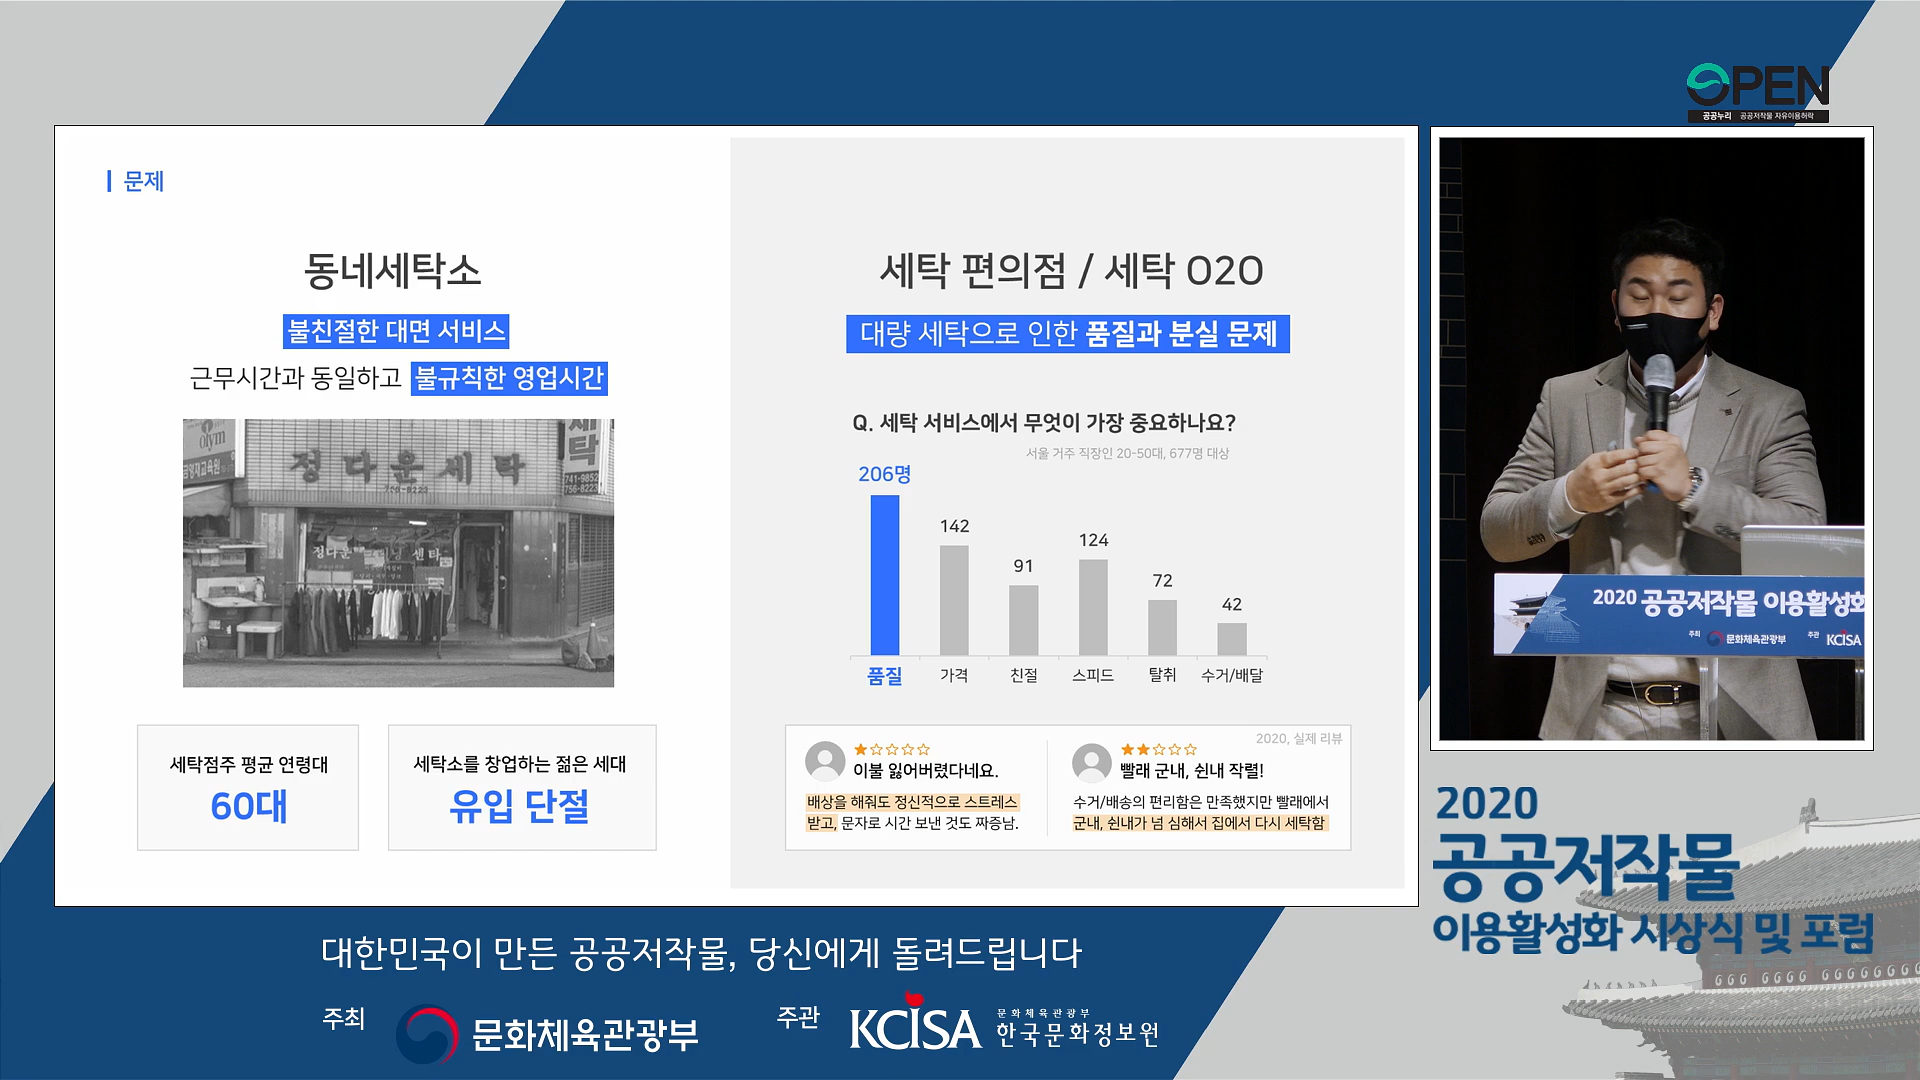 OPEN
공공누리 공공저작물 자유이용허락
문제
동네세탁소
불친절한 대면 서비스
근무시간과 동일하고 불규칙한 영업시간
olym
세탁
741-9852
756-8223
정다운세탁
756-8223
정다운
센타
세탁점주 평균 연령대
60대
세탁소를 창업하는 젊은 세대
유입 단절
세탁 편의점 / 세탁 O2O
대량 세탁으로 인한 품질과 분실 문제
Q. 세탁 서비스에서 무엇이 가장 중요하나요?
서울 거주 직장인 20-50대, 677명 대상
206명
142
91
124
72
42
품질
가격
친절
스피드
탈취
수거/배달
2020, 실제 리뷰
이불 잃어버렸다네요.
배상을 해줘도 정신적으로 스트레스
받고, 문자로 시간 보낸 것도 짜증남.
빨래 군내, 쉰내 작렬!
수거/배송의 편리함은 만족했지만 빨래에서
군내, 쉰내가 넘 심해서 집에서 다시 세탁함
2020 공공저작물 이용활성화
주최 문화체육관광부 주관 KCISA
2020
공공저작물
이용활성화 시상식 및 포럼
대한민국이 만든 공공저작물, 당신에게 돌려드립니다
주최 문화체육관광부
주관 KCISA 문화체육관광부
한국문화정보원